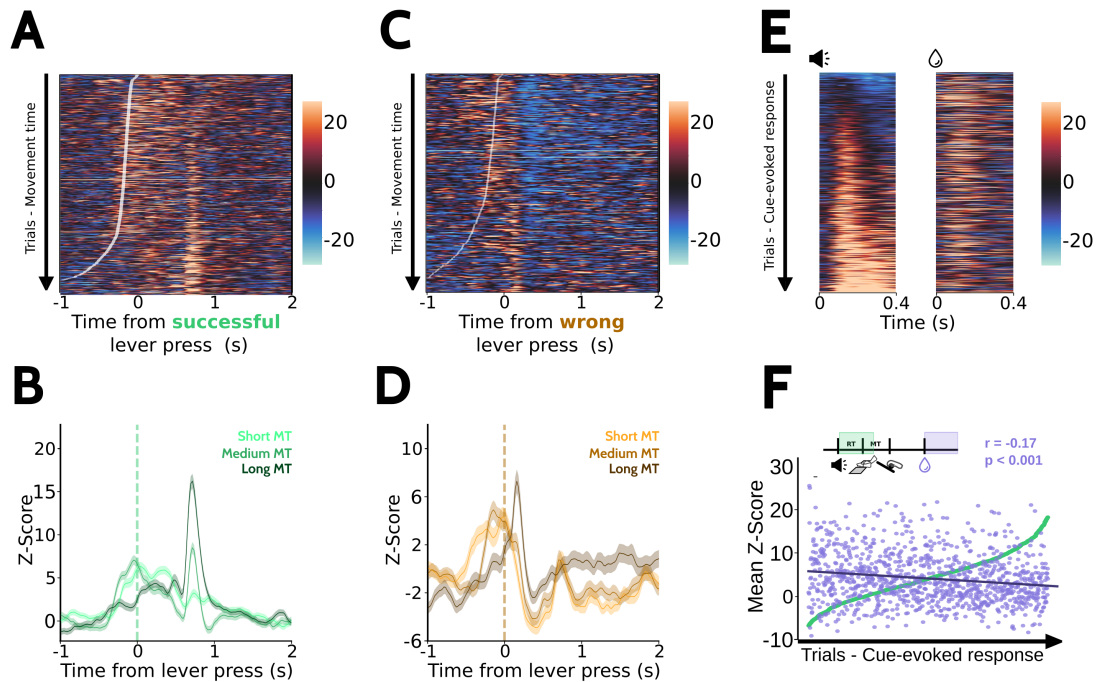 A
Trials - Movement time
20
0
-20
-1
0
1
2
Time from successful
lever press (s)
C
Trials - Movement time
20
0
-20
-1
0
1
2
Time from wrong
lever press (s)
E
Trials - Cue-evoked response
20
0
-20
0
0.4
0
0.4
Time (s)
B
Z-Score
20
15
10
5
0
Short MT
Medium MT
Long MT
-1
0
1
2
Time from lever press (s)
D
Z-Score
10
6
2
-2
-6
Short MT
Medium MT
Long MT
-1
0
1
2
Time from lever press (s)
F
RT
MT
r = -0.17
p < 0.001
Mean Z-Score
30
20
10
0
-10
Trials - Cue-evoked response